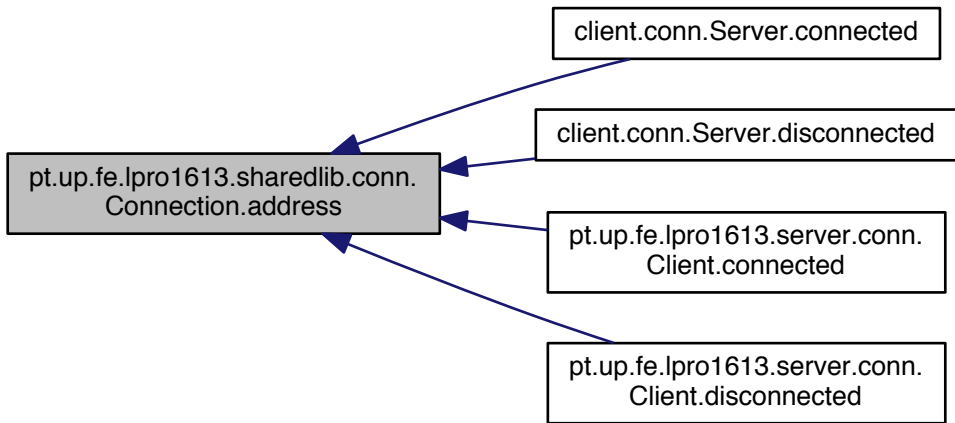 client.conn.Server.connected
client.conn.Server.disconnected
pt.up.fe.lpro1613.sharedlib.conn.
Connection.address
pt.up.fe.lpro1613.server.conn.
Client.connected
pt.up.fe.lpro1613.server.conn.
Client.disconnected